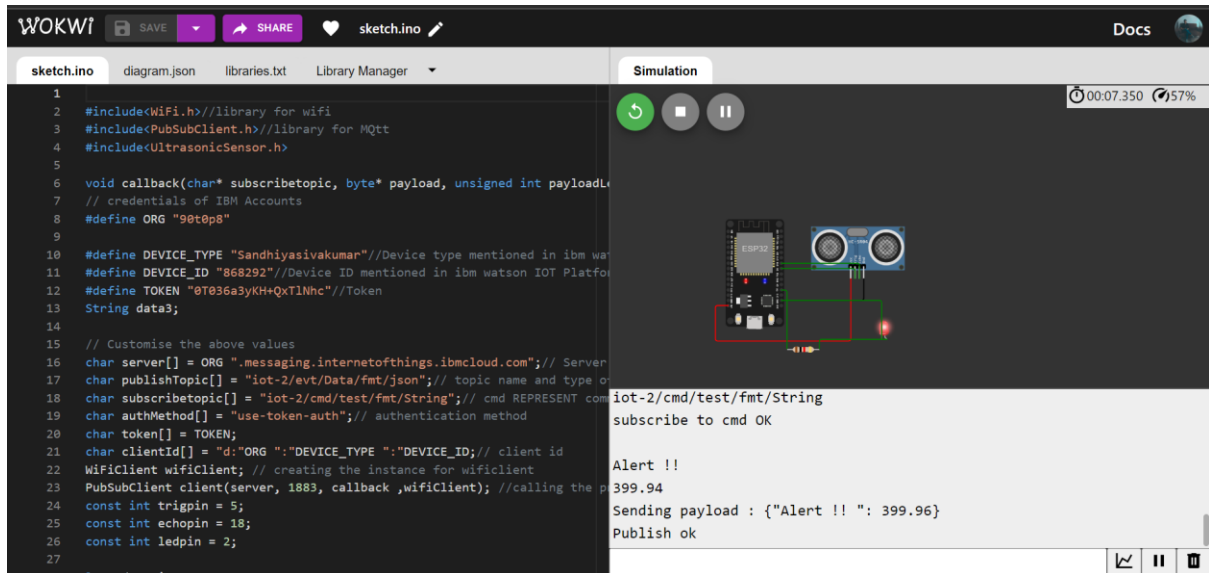 WOKWi SAVE SHARE sketch.ino Docs
sketch.ino diagram.json libraries.txt Library Manager
1
2 #include<WiFi.h>//library for wifi
3 #include<PubSubClient.h>//library for MQtt
4 #include<UltrasonicSensor.h>
5
6 void callback(char* subscribetopic, byte* payload, unsigned int payloadLe
7 // credentials of IBM Accounts
8 #define ORG "90t0p8"
9
10 #define DEVICE_TYPE "Sandhiyasivakumar"//Device type mentioned in ibm wat
11 #define DEVICE_ID "868292"//Device ID mentioned in ibm watson IOT Platfo
12 #define TOKEN "0T036a3yKH+QxTlNhc"//Token
13 String data3;
14
15 // Customise the above values
16 char server[] = ORG ".messaging.internetofthings.ibmcloud.com";// Server
17 char publishTopic[] = "iot-2/evt/Data/fmt/json";// topic name and type o
18 char subscribetopic[] = "iot-2/cmd/test/fmt/String";// cmd REPRESENT com
19 char authMethod[] = "use-token-auth";// authentication method
20 char token[] = TOKEN;
21 char clientId[] = "d:"ORG ":"DEVICE_TYPE ":"DEVICE_ID;// client id
22 WiFiClient wifiClient; // creating the instance for wificlient
23 PubSubClient client(server, 1883, callback ,wifiClient); //calling the p
24 const int trigpin = 5;
25 const int echopin = 18;
26 const int ledpin = 2;
27
Simulation
00:07.350 57%
ESP32
iot-2/cmd/test/fmt/String
subscribe to cmd OK
Alert !!
399.94
Sending payload : {"Alert !! ": 399.96}
Publish ok